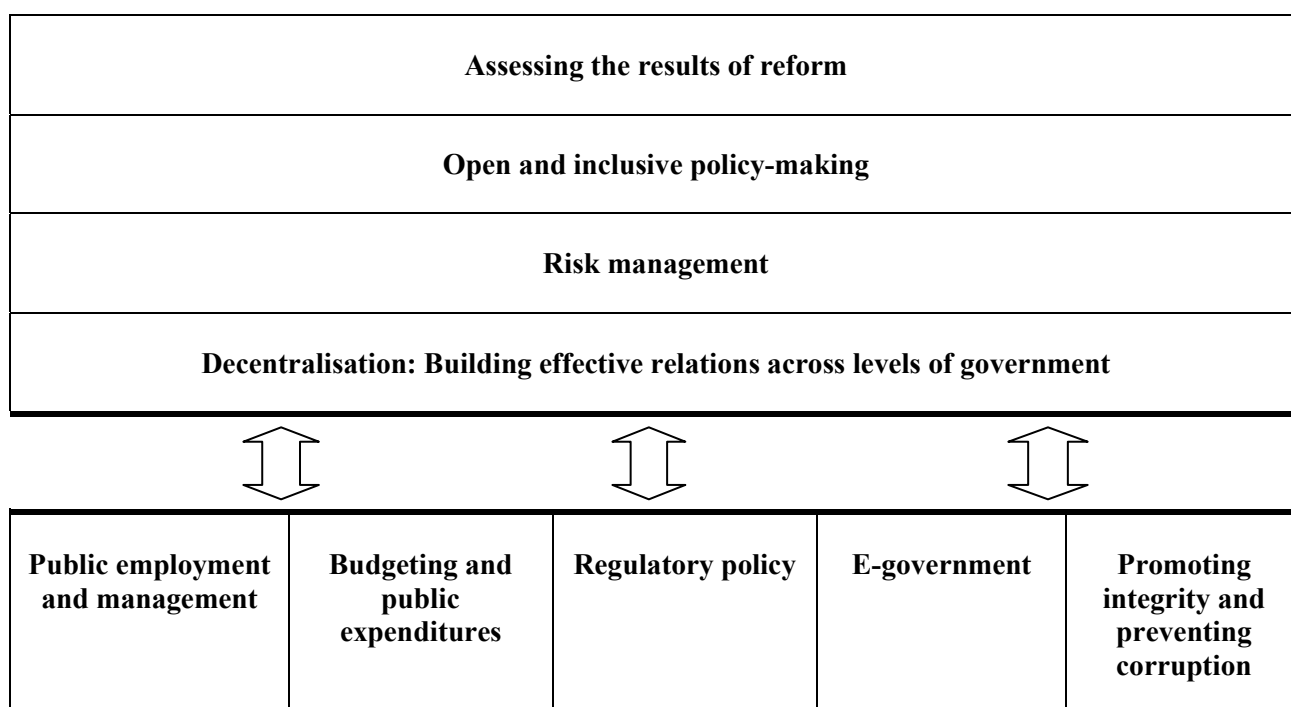 Assessing the results of reform
Open and inclusive policy-making
Risk management
Decentralisation: Building effective relations across levels of government
Public employment
and management
Budgeting and
public
expenditures
Regulatory policy
E-government
Promoting
integrity and
preventing
corruption